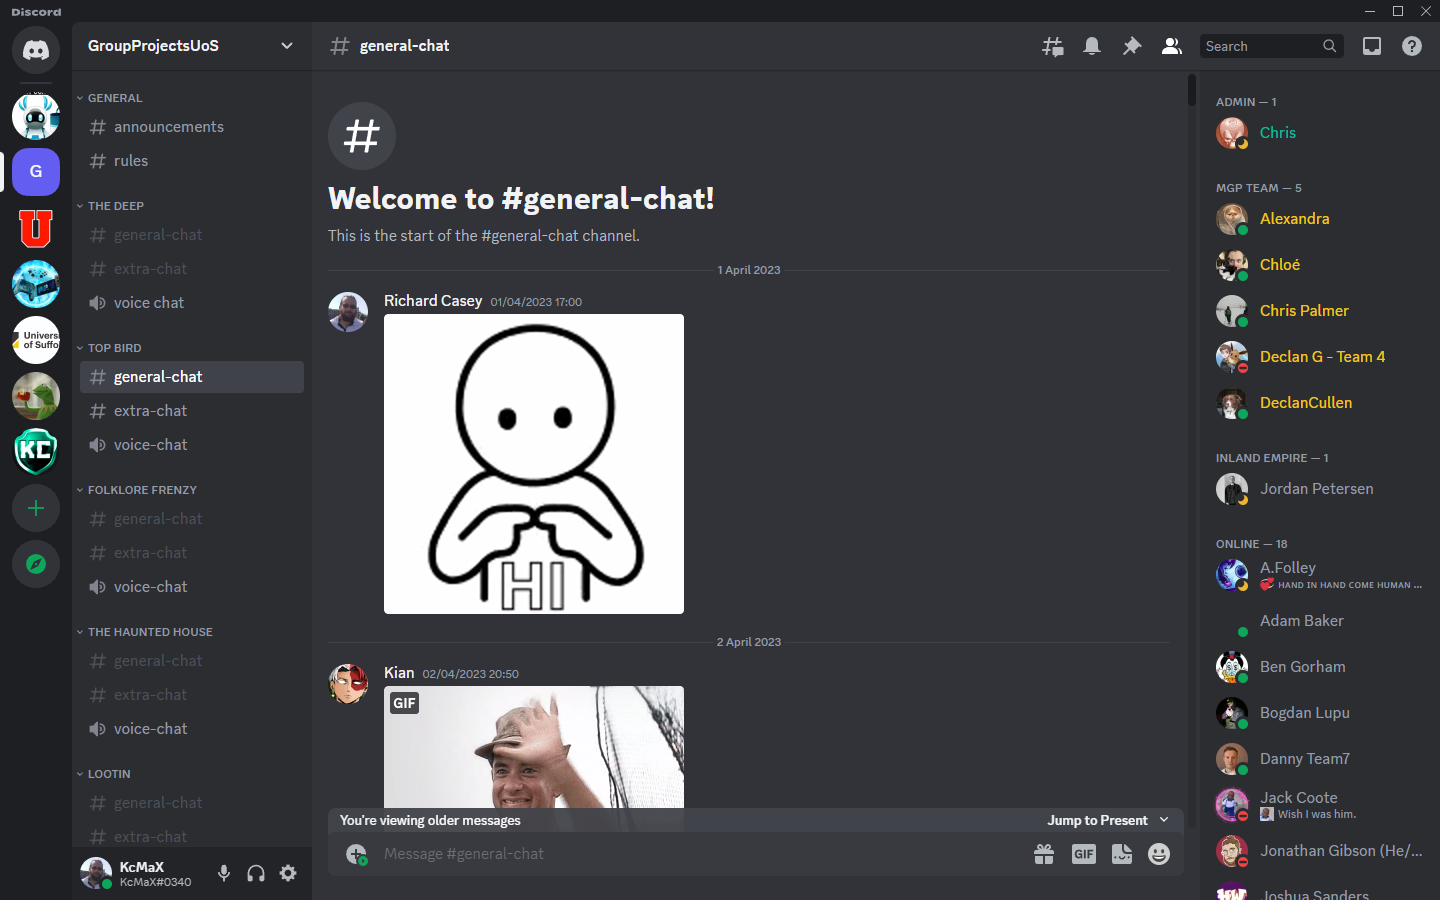 Discord
GroupProjectsUoS
general-chat
Search
G
Univers
of Suffo
KC
GENERAL
announcements
rules
THE DEEP
general-chat
extra-chat
voice chat
TOP BIRD
general-chat
extra-chat
voice-chat
FOLKLORE FRENZY
general-chat
extra-chat
voice-chat
THE HAUNTED HOUSE
general-chat
extra-chat
voice-chat
LOOTIN
general-chat
extra-chat
KcMaX
KcMaX#0340
Welcome to #general-chat!
This is the start of the #general-chat channel.
1 April 2023
Richard Casey 01/04/2023 17:00
HI
2 April 2023
Kian 02/04/2023 20:50
GIF
You're viewing older messages Jump to Present
Message #general-chat
GIF
ADMIN — 1
Chris
MGP TEAM — 5
Alexandra
Chloé
Chris Palmer
Declan G - Team 4
DeclanCullen
INLAND EMPIRE — 1
Jordan Petersen
ONLINE — 18
A.Folley
HAND IN HAND COME HUMAN ...
Adam Baker
Ben Gorham
Bogdan Lupu
Danny Team7
Jack Coote
Wish I was him.
Jonathan Gibson (He/...
Joshua Sanders